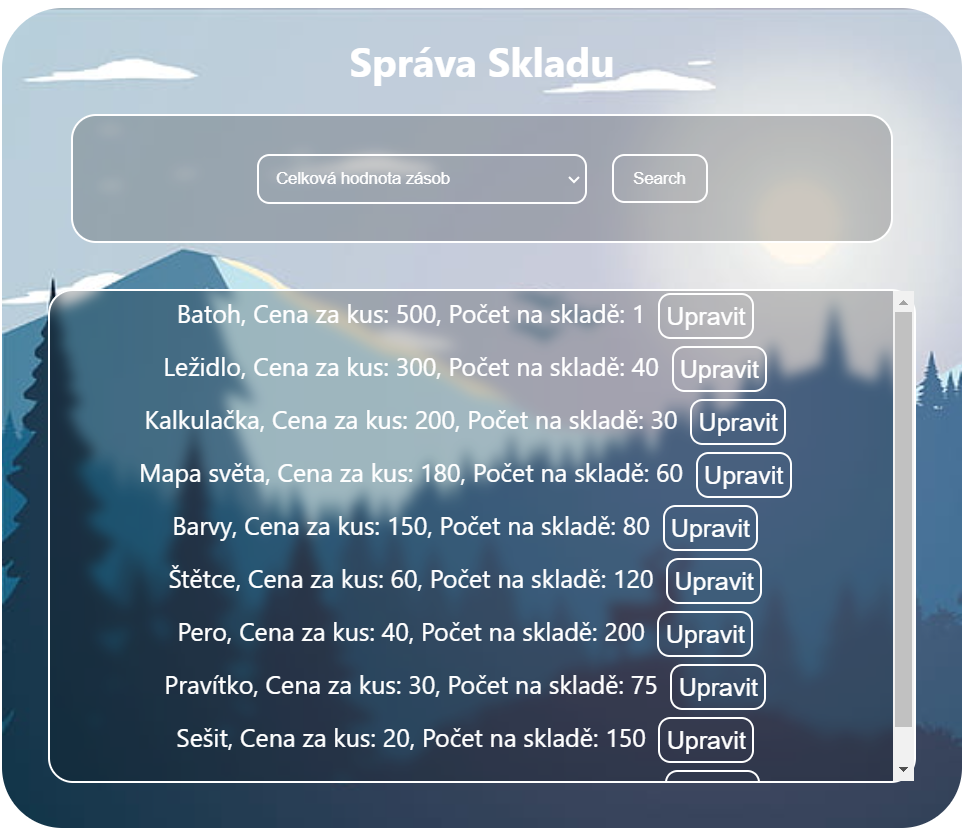 Správa Skladu
Celková hodnota zásob Search
Batoh, Cena za kus: 500, Počet na skladě: 1 Upravit
Ležidlo, Cena za kus: 300, Počet na skladě: 40 Upravit
Kalkulačka, Cena za kus: 200, Počet na skladě: 30 Upravit
Mapa světa, Cena za kus: 180, Počet na skladě: 60 Upravit
Barvy, Cena za kus: 150, Počet na skladě: 80 Upravit
Štětce, Cena za kus: 60, Počet na skladě: 120 Upravit
Pero, Cena za kus: 40, Počet na skladě: 200 Upravit
Pravítko, Cena za kus: 30, Počet na skladě: 75 Upravit
Sešit, Cena za kus: 20, Počet na skladě: 150 Upravit